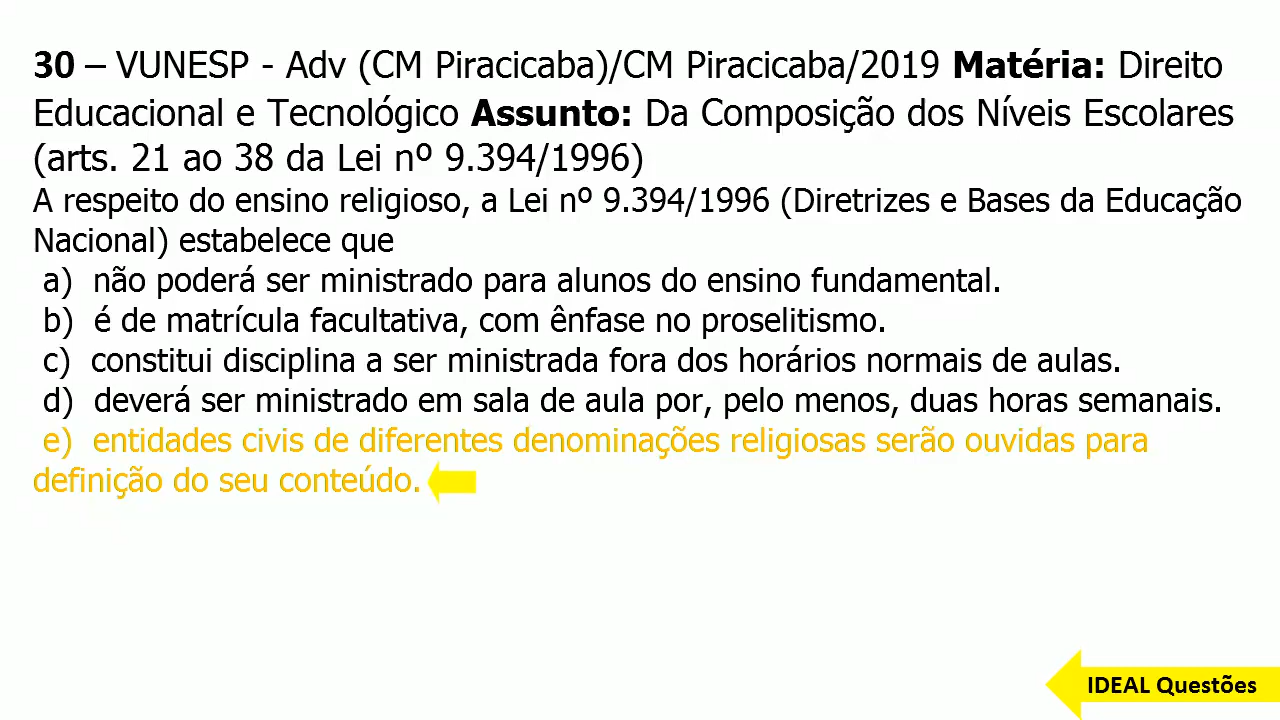 30 – VUNESP - Adv (CM Piracicaba)/CM Piracicaba/2019 Matéria: Direito
Educacional e Tecnológico Assunto: Da Composição dos Níveis Escolares
(arts. 21 ao 38 da Lei nº 9.394/1996)
A respeito do ensino religioso, a Lei nº 9.394/1996 (Diretrizes e Bases da Educação
Nacional) estabelece que
a) não poderá ser ministrado para alunos do ensino fundamental.
b) é de matrícula facultativa, com ênfase no proselitismo.
c) constitui disciplina a ser ministrada fora dos horários normais de aulas.
d) deverá ser ministrado em sala de aula por, pelo menos, duas horas semanais.
e) entidades civis de diferentes denominações religiosas serão ouvidas para
definição do seu conteúdo.
IDEAL Questões